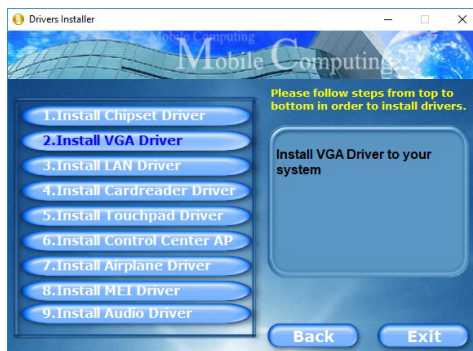 Drivers Installer
Mobile Computing
Mobile Computing
Please follow steps from top to
bottom in order to install drivers.
1.Install Chipset Driver
2.Install VGA Driver
3.Install LAN Driver
4.Install Cardreader Driver
5.Install Touchpad Driver
6.Install Control Center AP
7.Install Airplane Driver
8.Install MEI Driver
9.Install Audio Driver
Install VGA Driver to your
system
Back
Exit